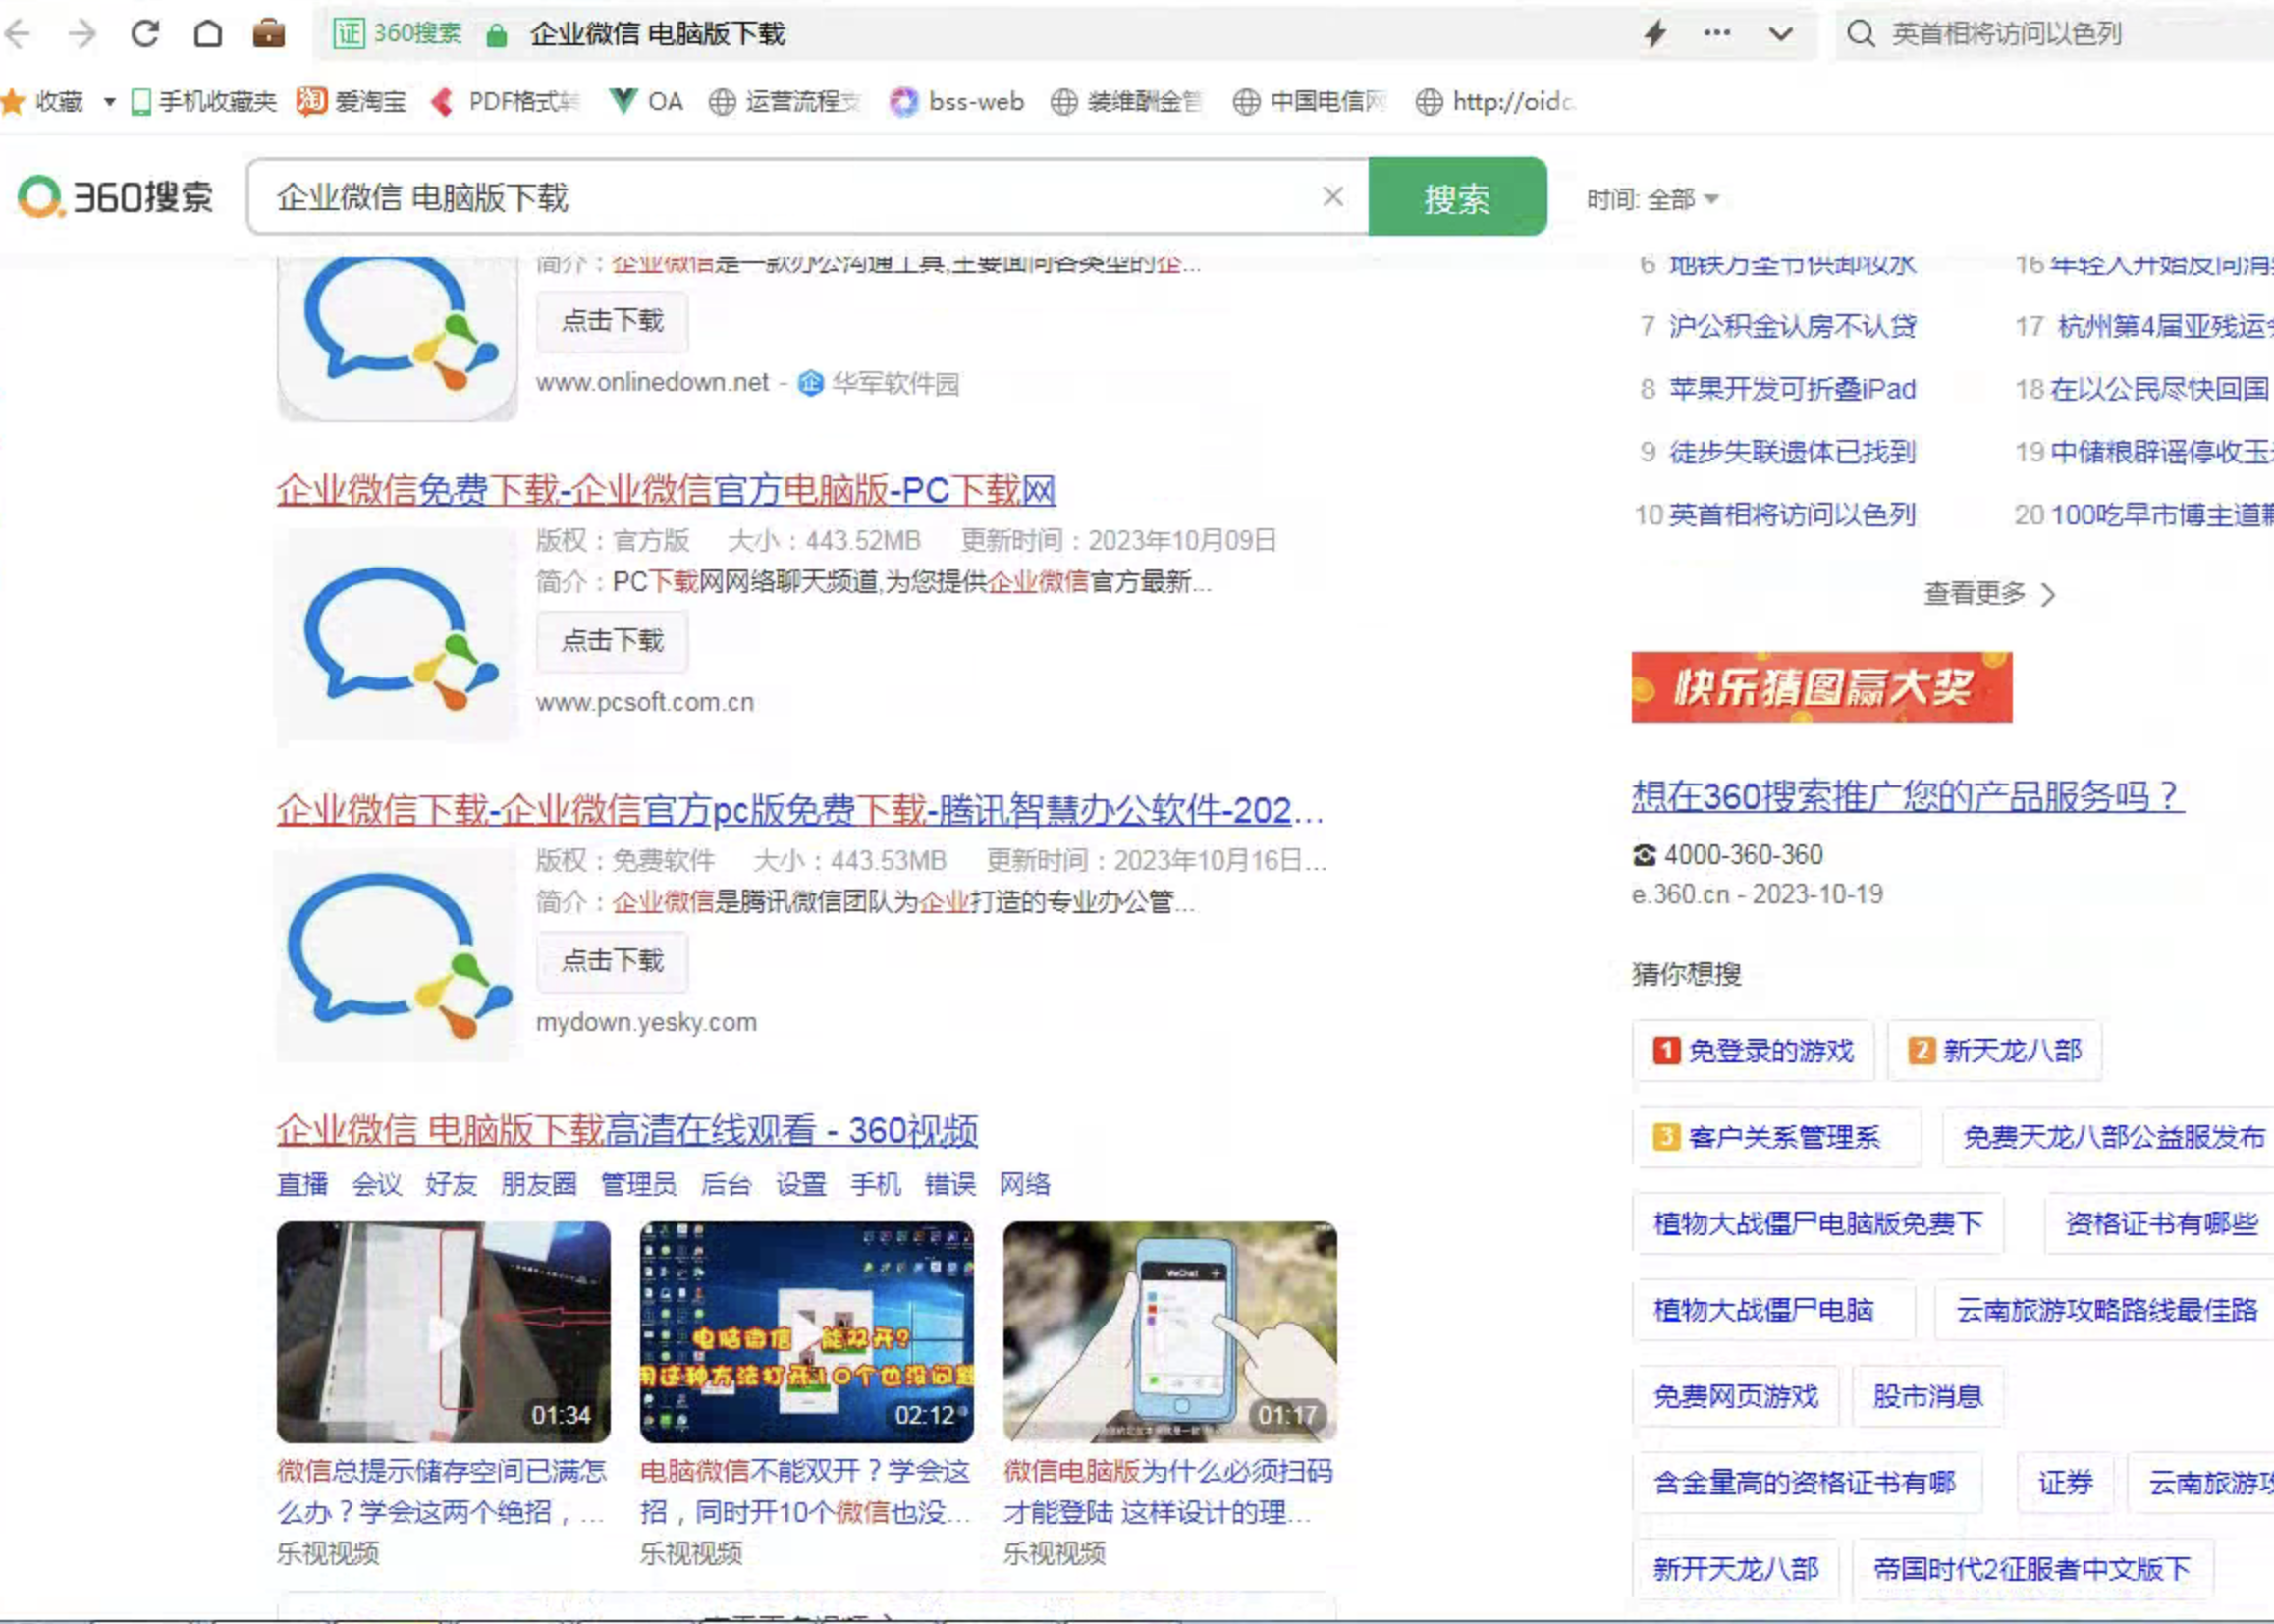 证 360搜索 企业微信 电脑版下载 英首相将访问以色列
收藏 手机收藏夹 淘 爱淘宝 PDF格式转 OA 运营流程支 bss-web 装维酬金管 中国电信网 http://oidc.
360搜索 企业微信 电脑版下载 搜索 时间: 全部
简介：企业微信是一款办公沟通工具,主要面向各类型的企...
点击下载
www.onlinedown.net - 企 华军软件园
企业微信免费下载-企业微信官方电脑版-PC下载网
版权：官方版 大小：443.52MB 更新时间：2023年10月09日
简介：PC下载网网络聊天频道,为您提供企业微信官方最新...
点击下载
www.pcsoft.com.cn
企业微信下载-企业微信官方pc版免费下载-腾讯智慧办公软件-202...
版权：免费软件 大小：443.53MB 更新时间：2023年10月16日...
简介：企业微信是腾讯微信团队为企业打造的专业办公管...
点击下载
mydown.yesky.com
企业微信 电脑版下载高清在线观看 - 360视频
直播 会议 好友 朋友圈 管理员 后台 设置 手机 错误 网络
01:34
电脑微信 能双开?
用这种方法打开10个也没问题
02:12
WeChat
01:17
微信总提示储存空间已满怎
么办？学会这两个绝招，...
乐视视频
电脑微信不能双开？学会这
招，同时开10个微信也没...
乐视视频
微信电脑版为什么必须扫码
才能登陆 这样设计的理...
乐视视频
6 地铁万圣节供卸妆水 16 年轻人开始反向消
7 沪公积金认房不认贷 17 杭州第4届亚残运会
8 苹果开发可折叠iPad 18 在以公民尽快回国
9 徒步失联遗体已找到 19 中储粮辟谣停收玉
10 英首相将访问以色列 20 100吃早市博主道歉
查看更多
快乐猜图赢大奖
想在360搜索推广您的产品服务吗？
4000-360-360
e.360.cn - 2023-10-19
猜你想搜
1 免登录的游戏 2 新天龙八部
3 客户关系管理系 免费天龙八部公益服发布
植物大战僵尸电脑版免费下 资格证书有哪些
植物大战僵尸电脑 云南旅游攻略路线最佳路
免费网页游戏 股市消息
含金量高的资格证书有哪 证券 云南旅游攻
新开天龙八部 帝国时代2征服者中文版下